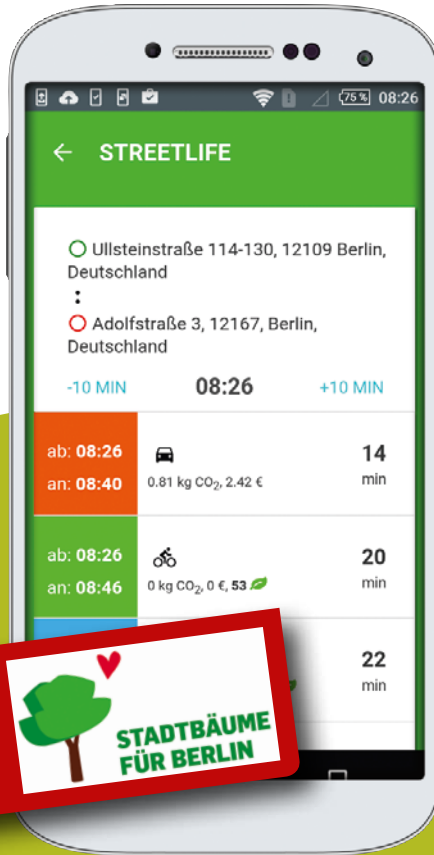 75 % 08:26
← STREETLIFE
Ullsteinstraße 114-130, 12109 Berlin,
Deutschland
:
Adolfstraße 3, 12167, Berlin,
Deutschland
-10 MIN 08:26 +10 MIN
ab: 08:26
an: 08:40
0.81 kg CO₂, 2.42 €
14
min
ab: 08:26
an: 08:46
0 kg CO₂, 0 €, 53
20
min
22
min
STADTBÄUME
FÜR BERLIN